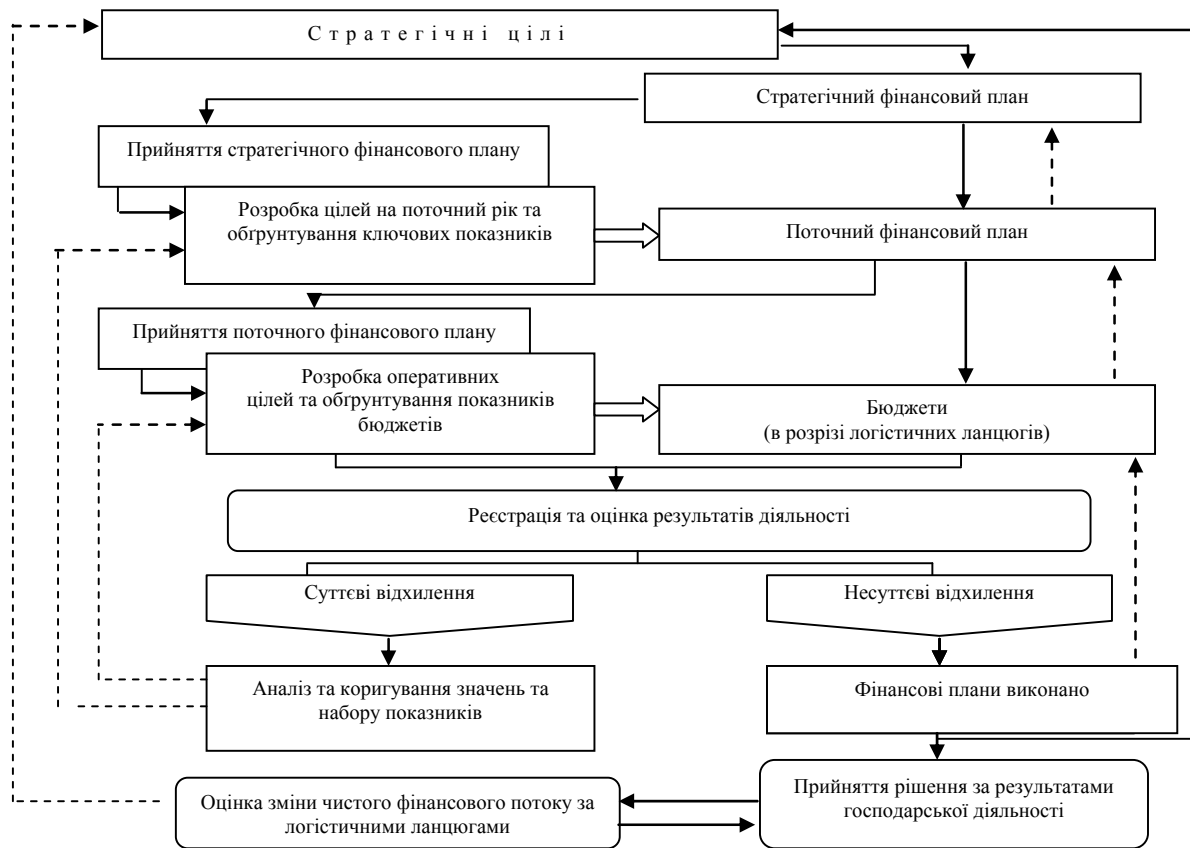 Стратегічні цілі
Стратегічний фінансовий план
Прийняття стратегічного фінансового плану
Розробка цілей на поточний рік та
обґрунтування ключових показників
Поточний фінансовий план
Прийняття поточного фінансового плану
Розробка оперативних
цілей та обґрунтування показників
бюджетів
Бюджети
(в розрізі логістичних ланцюгів)
Реєстрація та оцінка результатів діяльності
Суттєві відхилення
Несуттєві відхилення
Аналіз та коригування значень та
набору показників
Фінансові плани виконано
Оцінка зміни чистого фінансового потоку за
логістичними ланцюгами
Прийняття рішення за результатами
господарської діяльності